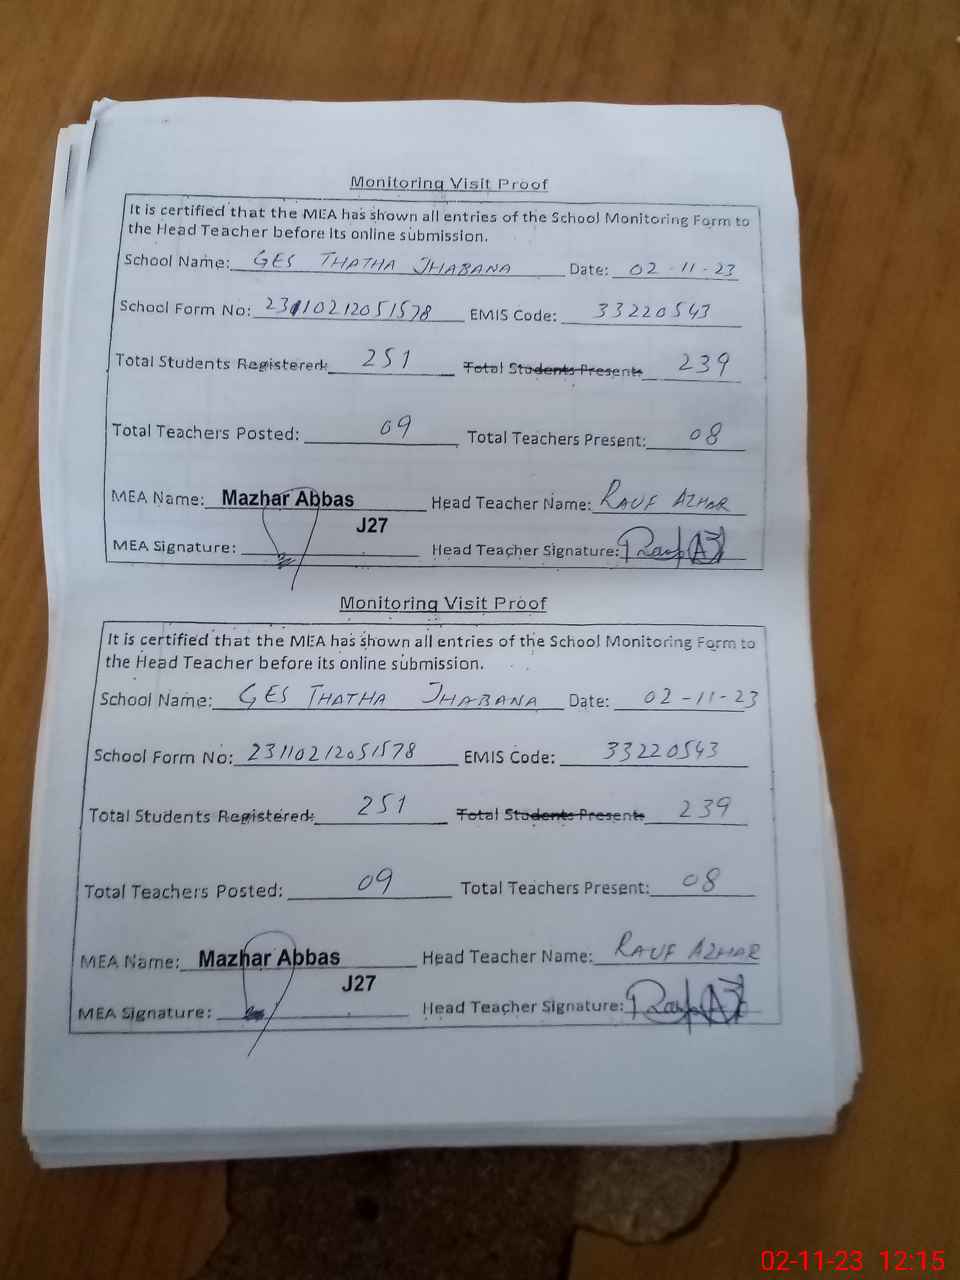 Monitoring Visit Proof
It is certified that the MEA has shown all entries of the School Monitoring Form to
the Head Teacher before its online submission.
School Name: GES THATHA JHABANA Date: 02-11-23
School Form No: 23110212051578 EMIS Code: 33220543
Total Students Registered: 251 Total Students Present: 239
Total Teachers Posted: 09 Total Teachers Present: 08
MEA Name: Mazhar Abbas Head Teacher Name: RAUF AZHAR
J27
MEA Signature: Head Teacher Signature:
Monitoring Visit Proof
It is certified that the MEA has shown all entries of the School Monitoring Form to
the Head Teacher before its online submission.
School Name: GES THATHA JHABANA Date: 02-11-23
School Form No: 23110212051578 EMIS Code: 33220543
Total Students Registered: 251 Total Students Present: 239
Total Teachers Posted: 09 Total Teachers Present: 08
MEA Name: Mazhar Abbas Head Teacher Name: RAUF AZHAR
J27
MEA Signature: Head Teacher Signature:
02-11-23 12:15